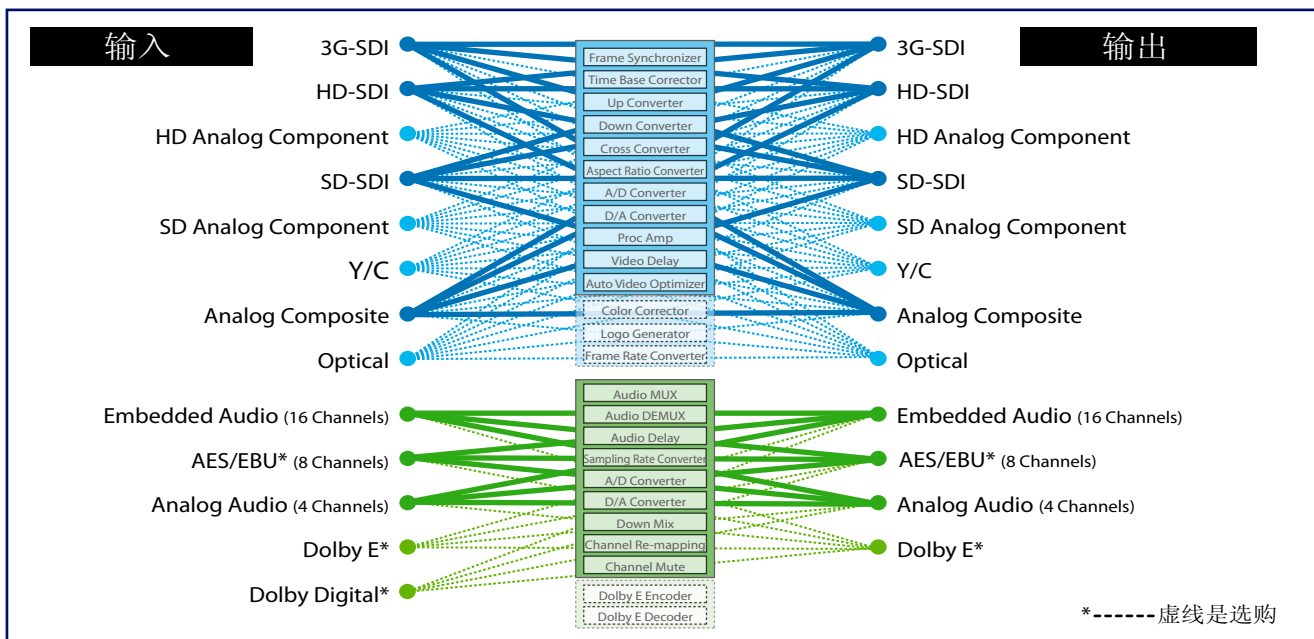 输入
输出
3G-SDI
HD-SDI
HD Analog Component
SD-SDI
SD Analog Component
Y/C
Analog Composite
Optical
Embedded Audio (16 Channels)
AES/EBU* (8 Channels)
Analog Audio (4 Channels)
Dolby E*
Dolby Digital*
Frame Synchronizer
Time Base Corrector
Up Converter
Down Converter
Cross Converter
Aspect Ratio Converter
A/D Converter
D/A Converter
Proc Amp
Video Delay
Auto Video Optimizer
Color Corrector
Logo Generator
Frame Rate Converter
Audio MUX
Audio DEMUX
Audio Delay
Sampling Rate Converter
A/D Converter
D/A Converter
Down Mix
Channel Re-mapping
Channel Mute
Dolby E Encoder
Dolby E Decoder
3G-SDI
HD-SDI
HD Analog Component
SD-SDI
SD Analog Component
Y/C
Analog Composite
Optical
Embedded Audio (16 Channels)
AES/EBU* (8 Channels)
Analog Audio (4 Channels)
Dolby E*
*------虚线是选购